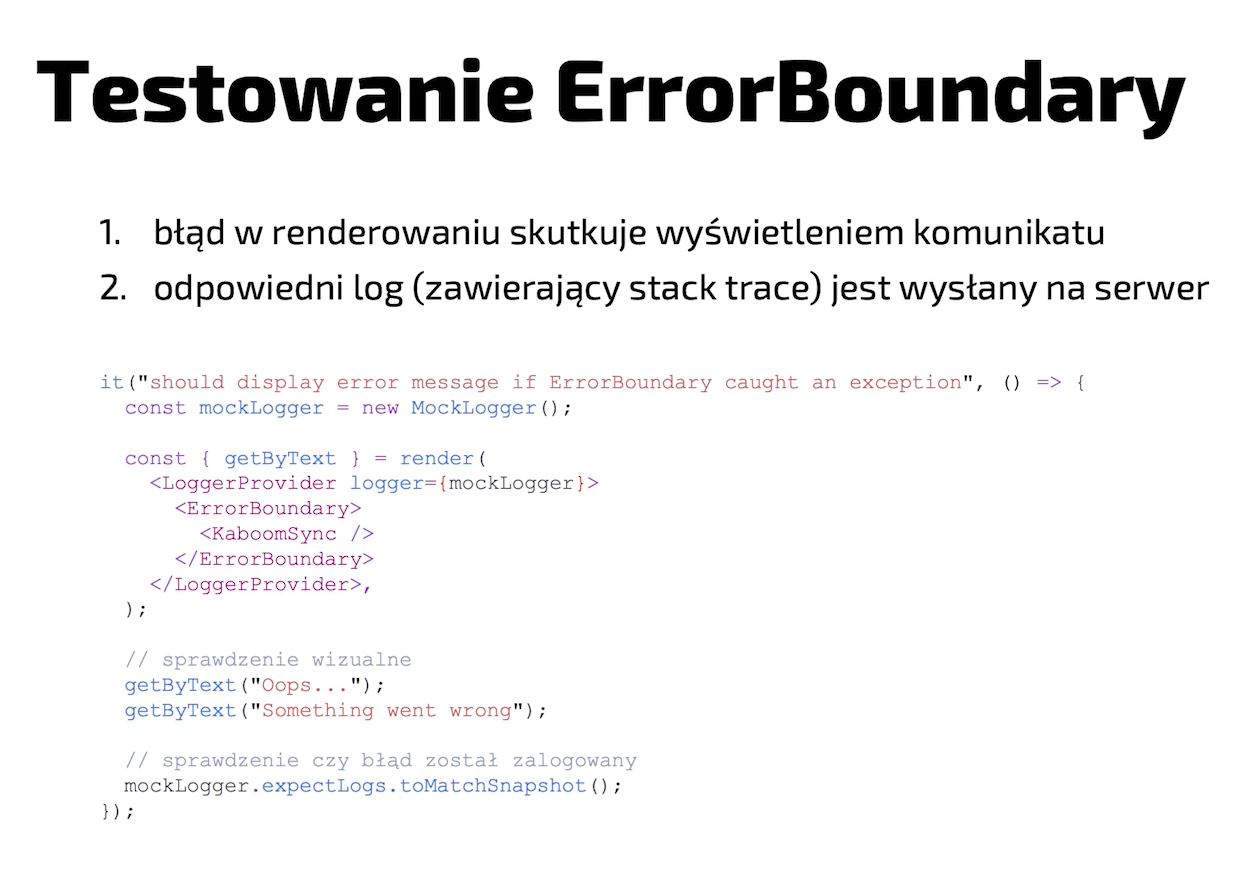 Testowanie ErrorBoundary
1. błąd w renderowaniu skutkuje wyświetleniem komunikatu
2. odpowiedni log (zawierający stack trace) jest wysłany na serwer
it("should display error message if ErrorBoundary caught an exception", () => {
  const mockLogger = new MockLogger();

  const { getByText } = render(
    <LoggerProvider logger={mockLogger}>
      <ErrorBoundary>
        <KaboomSync />
      </ErrorBoundary>
    </LoggerProvider>,
  );

  // sprawdzenie wizualne
  getByText("Oops...");
  getByText("Something went wrong");

  // sprawdzenie czy błąd został zalogowany
  mockLogger.expectLogs.toMatchSnapshot();
});